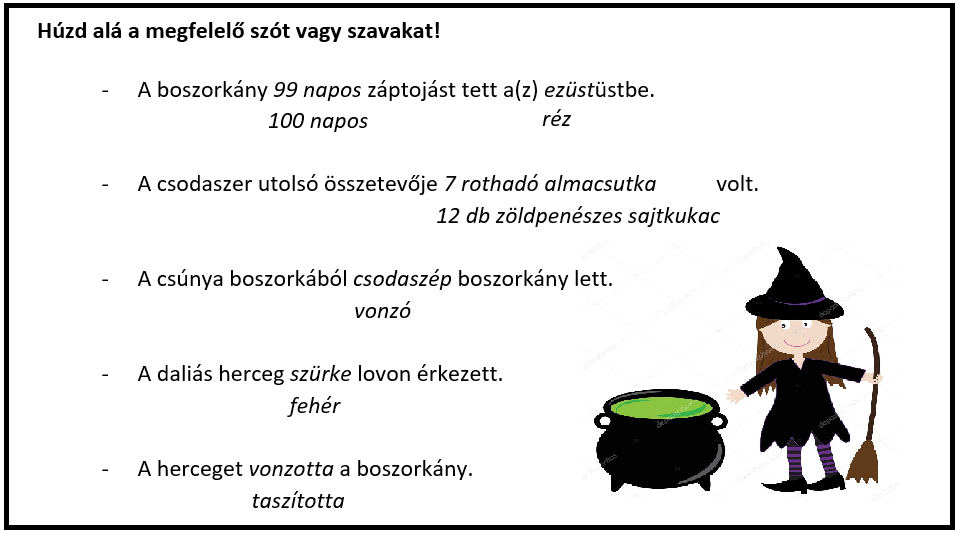 Húzd alá a megfelelő szót vagy szavakat!
- A boszorkány 99 napos záptojást tett a(z) ezüstüstbe.
100 napos réz
- A csodaszer utolsó összetevője 7 rothadó almacsutka volt.
12 db zöldpenészes sajtkukac
- A csúnya boszorkából csodaszép boszorkány lett.
vonzó
- A daliás herceg szürke lovon érkezett.
fehér
- A herceget vonzotta a boszorkány.
taszította